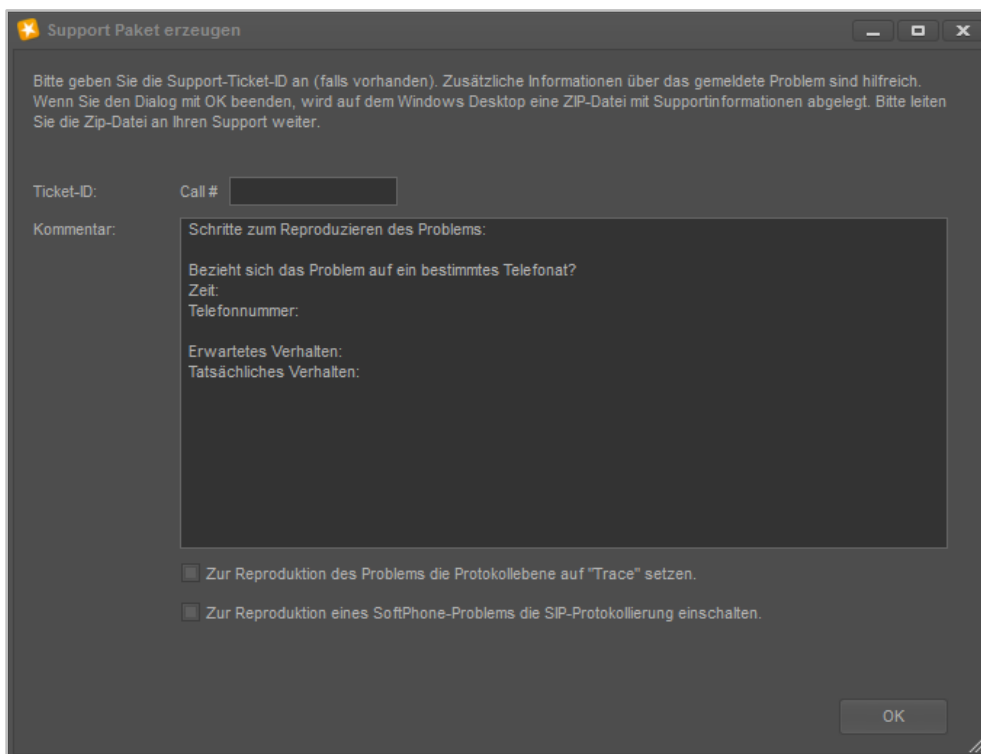 Support Paket erzeugen
Bitte geben Sie die Support-Ticket-ID an (falls vorhanden). Zusätzliche Informationen über das gemeldete Problem sind hilfreich.
Wenn Sie den Dialog mit OK beenden, wird auf dem Windows Desktop eine ZIP-Datei mit Supportinformationen abgelegt. Bitte leiten
Sie die Zip-Datei an Ihren Support weiter.
Ticket-ID: Call #
Kommentar:
Schritte zum Reproduzieren des Problems:
Bezieht sich das Problem auf ein bestimmtes Telefonat?
Zeit:
Telefonnummer:
Erwartetes Verhalten:
Tatsächliches Verhalten:
Zur Reproduktion des Problems die Protokollebene auf "Trace" setzen.
Zur Reproduktion eines SoftPhone-Problems die SIP-Protokollierung einschalten.
OK